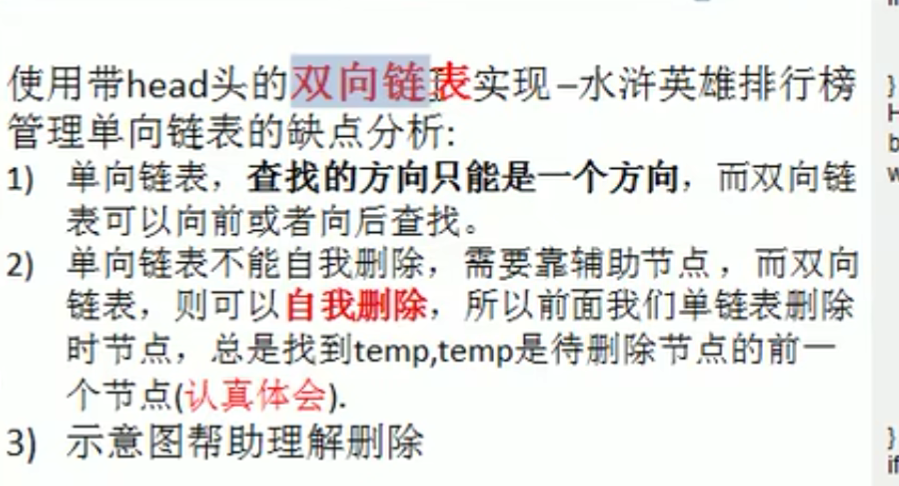 使用带head头的双向链表实现 –水浒英雄排行榜
管理单向链表的缺点分析:
1) 单向链表，查找的方向只能是一个方向，而双向链
表可以向前或者向后查找。
2) 单向链表不能自我删除，需要靠辅助节点 ，而双向
链表，则可以自我删除，所以前面我们单链表删除
时节点，总是找到temp,temp是待删除节点的前一
个节点(认真体会).
3) 示意图帮助理解删除
}
}
if